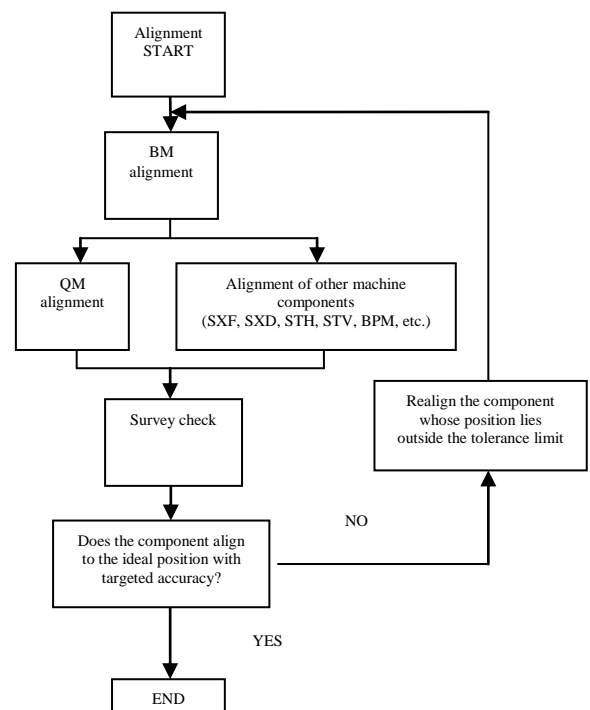 Alignment
START
BM
alignment
QM
alignment
Alignment of other machine
components
(SXF, SXD, STH, STV, BPM, etc.)
Survey check
Realign the component
whose position lies
outside the tolerance limit
Does the component align
to the ideal position with
targeted accuracy?
NO
YES
END